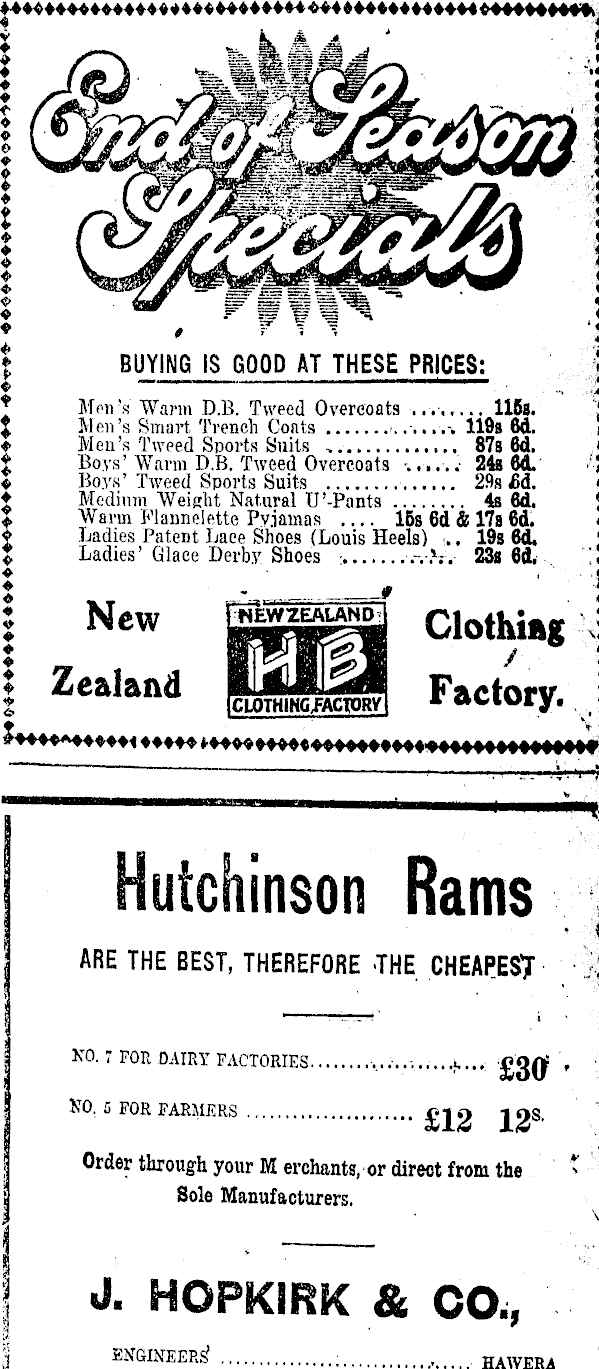 End of Season
Specials
BUYING IS GOOD AT THESE PRICES:
Men's Warm D.B. Tweed Overcoats ........ 115s.
Men's Smart Trench Coats .............. 119s 6d.
Men's Tweed Sports Suits .............. 87s 6d.
Boys' Warm D.B. Tweed Overcoats ...... 24s 6d.
Boys' Tweed Sports Suits .............. 29s 6d.
Medium Weight Natural U'-Pants ........ 4s 6d.
Warm Flannelette Pyjamas .... 15s 6d & 17s 6d.
Ladies Patent Lace Shoes (Louis Heels) .. 19s 6d.
Ladies' Glace Derby Shoes ............. 23s 6d.
New Zealand
NEW ZEALAND
HB
CLOTHING FACTORY
Clothing Factory.
Hutchinson Rams
ARE THE BEST, THEREFORE THE CHEAPEST
NO. 7 FOR DAIRY FACTORIES...................... £30
NO. 5 FOR FARMERS ..................... £12 12s.
Order through your M erchants, or direct from the
Sole Manufacturers.
J. HOPKIRK & CO.,
ENGINEERS ............................... HAWERA